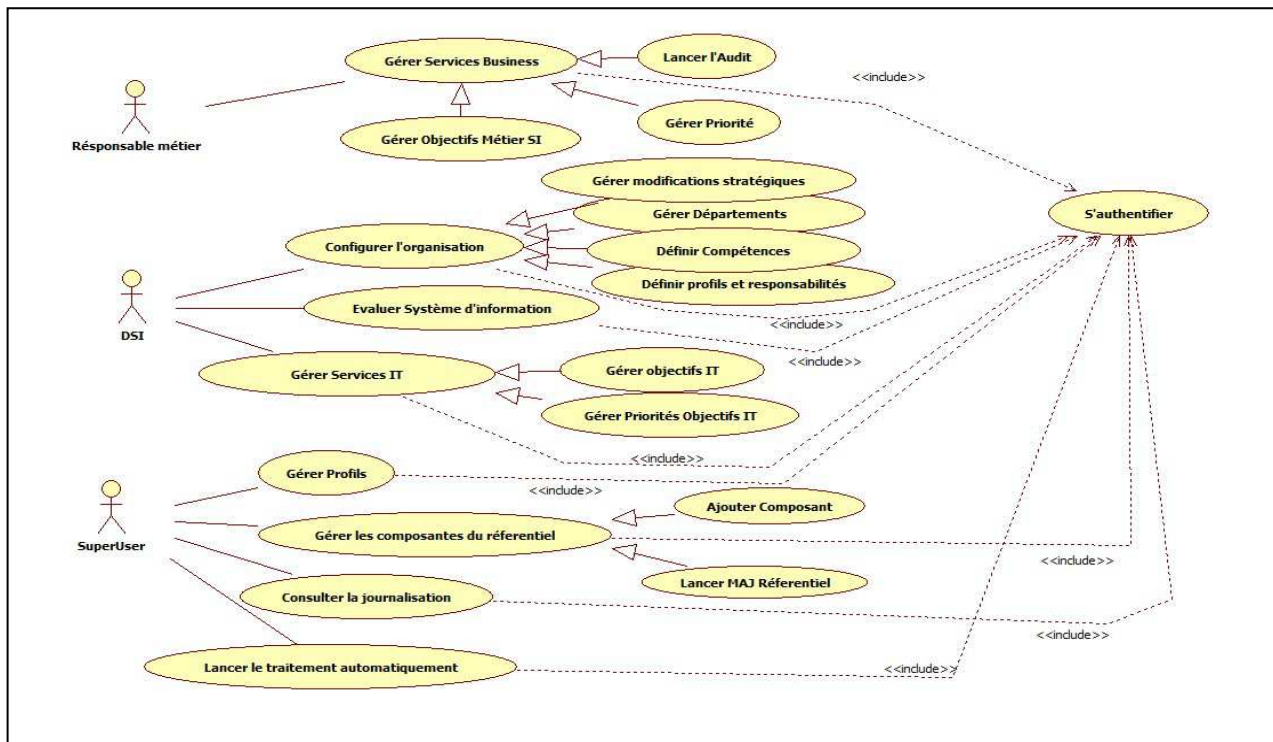 Lancer l'Audit
Gérer Services Business
<<include>>
Gérer Priorité
Résponsable métier
Gérer Objectifs Métier SI
Gérer modifications stratégiques
Gérer Départements
S'authentifier
Configurer l'organisation
Définir Compétences
Définir profils et responsabilités
Evaluer Système d'information
<<include>>
DSI
<<include>>
Gérer Services IT
Gérer objectifs IT
Gérer Priorités Objectifs IT
<<include>>
Gérer Profils
<<include>>
Ajouter Composant
SuperUser
Gérer les composantes du réferentiel
<<include>>
Lancer MAJ Réferentiel
Consulter la journalisation
<<include>>
Lancer le traitement automatiquement
<<include>>